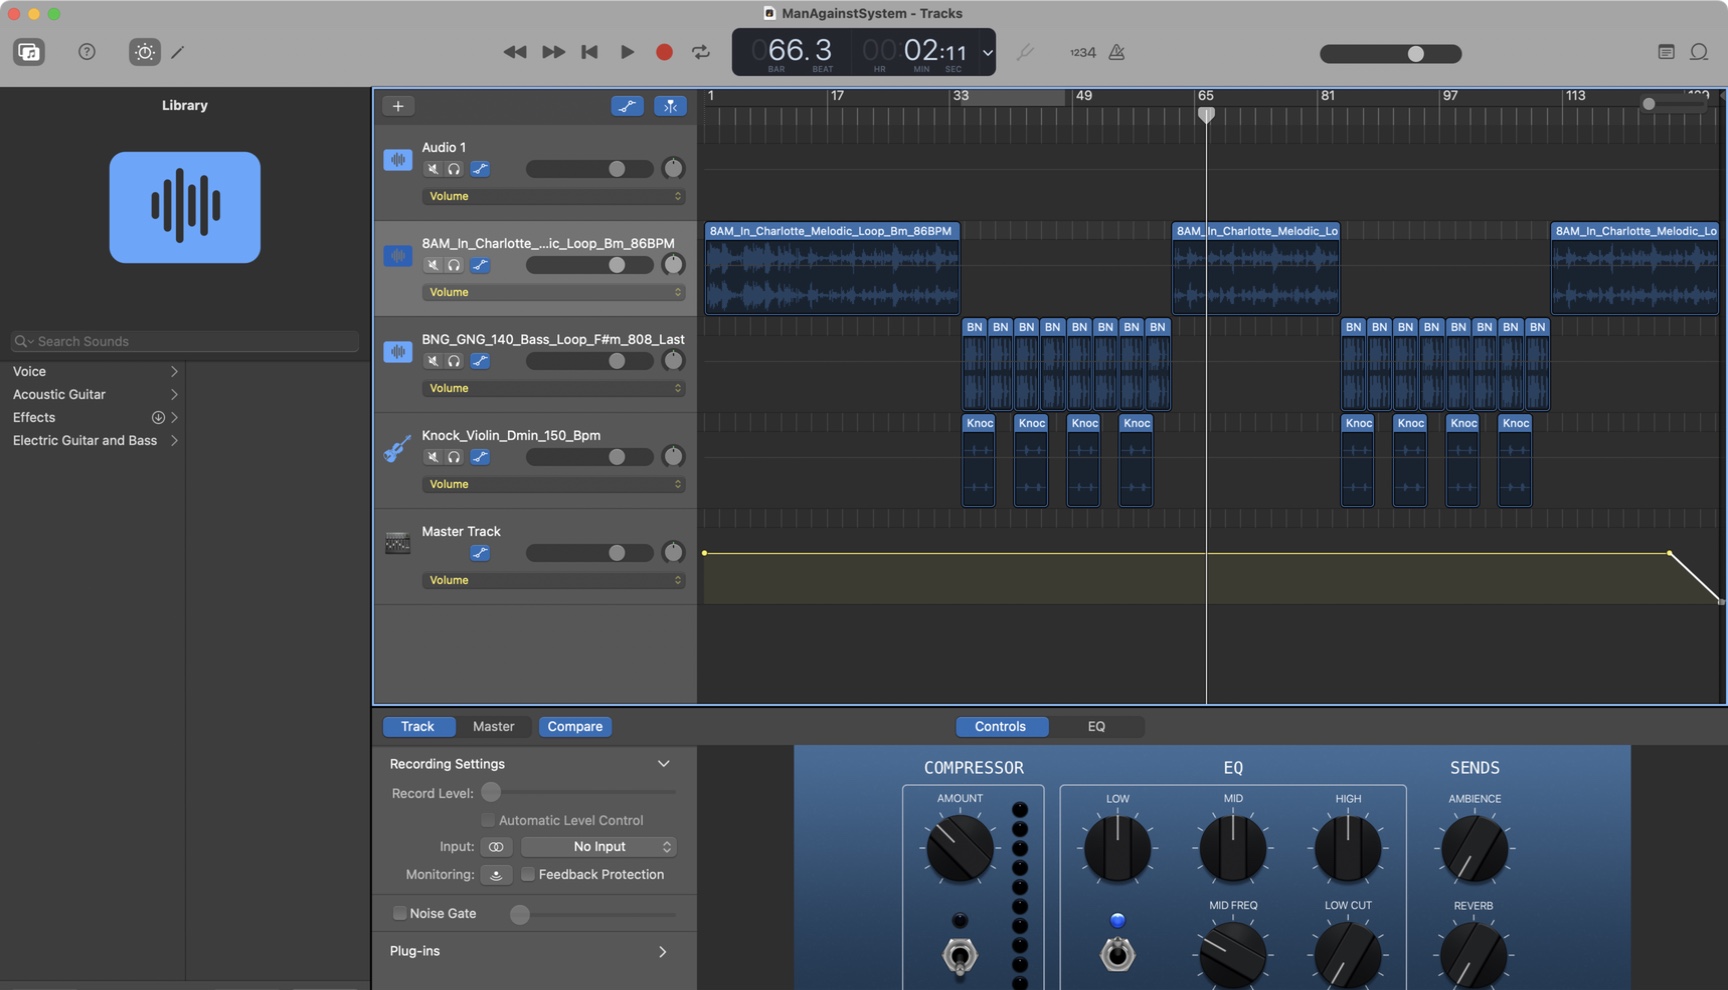 ManAgainstSystem - Tracks
066.3
00:02:11
BAR BEAT HR MIN SEC
1234
Library
Search Sounds
Voice
Acoustic Guitar
Effects
Electric Guitar and Bass
1 17 33 49 65 81 97 113 129
Audio 1
Volume
8AM_In_Charlotte_...ic_Loop_Bm_86BPM
Volume
8AM_In_Charlotte_Melodic_Loop_Bm_86BPM
8AM_In_Charlotte_Melodic_Lo
8AM_In_Charlotte_Melodic_Lo
BNG_GNG_140_Bass_Loop_F#m_808_Last
Volume
BN BN BN BN BN BN BN BN
BN BN BN BN BN BN BN BN
Knock_Violin_Dmin_150_Bpm
Volume
Knoc Knoc Knoc Knoc
Knoc Knoc Knoc Knoc
Master Track
Volume
Track Master Compare
Controls EQ
Recording Settings
Record Level:
Automatic Level Control
Input: No Input
Monitoring: Feedback Protection
Noise Gate
Plug-ins
COMPRESSOR
AMOUNT
EQ
LOW MID HIGH
MID FREQ LOW CUT
SENDS
AMBIENCE
REVERB